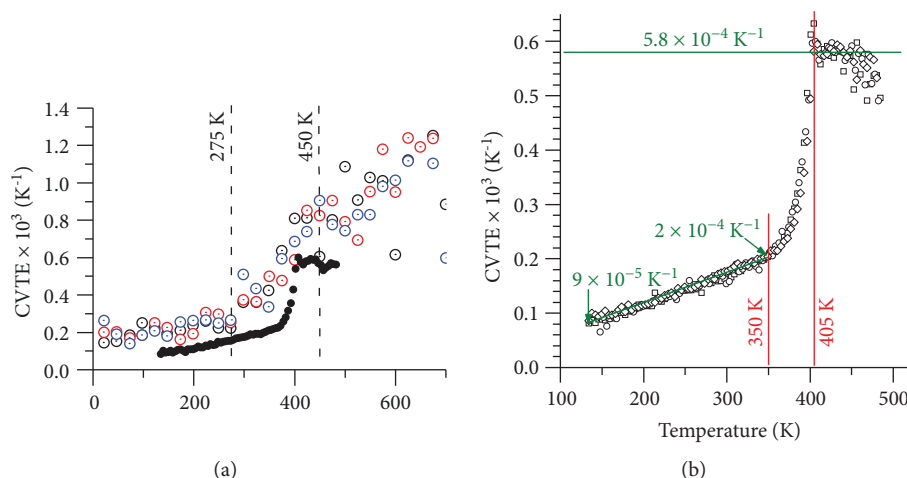 CVTE × 10³ (K⁻¹)
1.4
1.2
1.0
0.8
0.6
0.4
0.2
0.0
0
200
400
600
275 K
450 K
(a)
CVTE × 10³ (K⁻¹)
0.6
0.5
0.4
0.3
0.2
0.1
0.0
100
200
300
400
500
Temperature (K)
5.8 × 10⁻⁴ K⁻¹
2 × 10⁻⁴ K⁻¹
9 × 10⁻⁵ K⁻¹
350 K
405 K
(b)